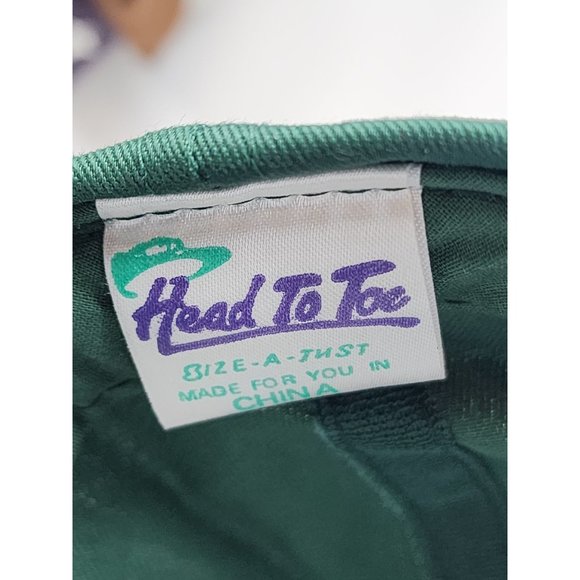 Head To Toe
SIZE-A-JUST
MADE FOR YOU IN
CHINA